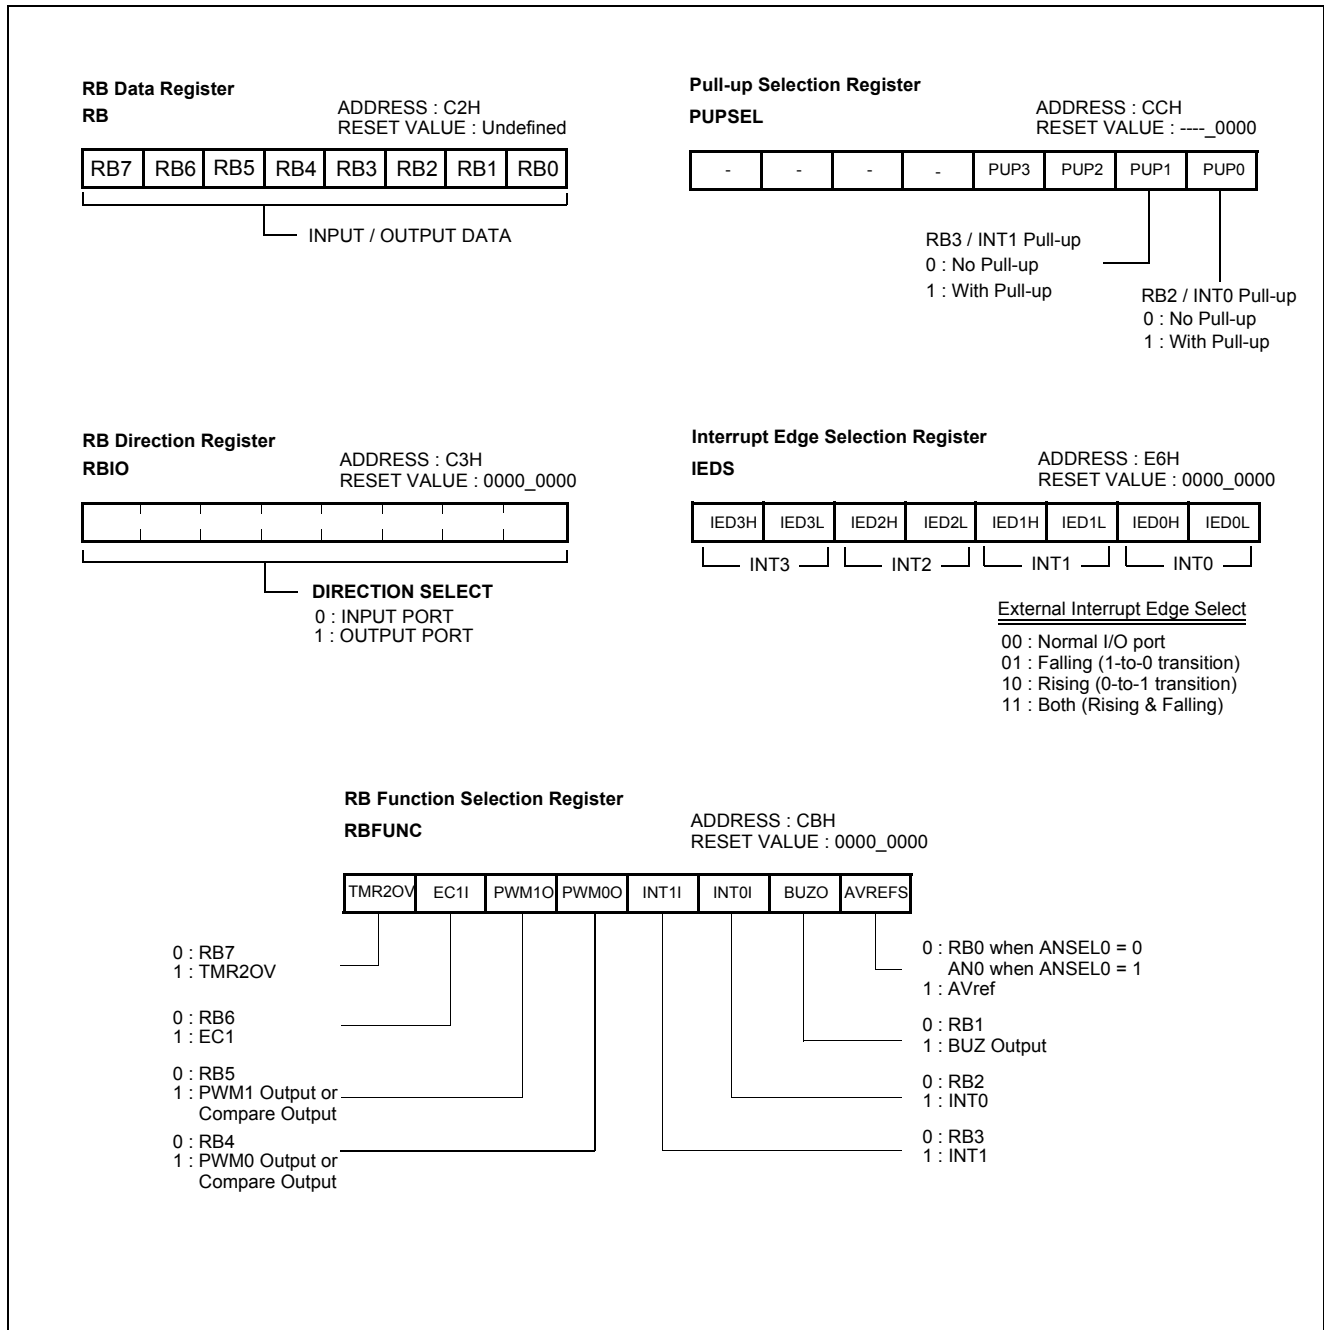 RB Data Register
RB
ADDRESS : C2H
RESET VALUE : Undefined
RB7 RB6 RB5 RB4 RB3 RB2 RB1 RB0
INPUT / OUTPUT DATA
Pull-up Selection Register
PUPSEL
ADDRESS : CCH
RESET VALUE : ----_0000
- - - - PUP3 PUP2 PUP1 PUP0
RB3 / INT1 Pull-up
0 : No Pull-up
1 : With Pull-up
RB2 / INT0 Pull-up
0 : No Pull-up
1 : With Pull-up
RB Direction Register
RBIO
ADDRESS : C3H
RESET VALUE : 0000_0000
DIRECTION SELECT
0 : INPUT PORT
1 : OUTPUT PORT
Interrupt Edge Selection Register
IEDS
ADDRESS : E6H
RESET VALUE : 0000_0000
IED3H IED3L IED2H IED2L IED1H IED1L IED0H IED0L
INT3 INT2 INT1 INT0
External Interrupt Edge Select
00 : Normal I/O port
01 : Falling (1-to-0 transition)
10 : Rising (0-to-1 transition)
11 : Both (Rising & Falling)
RB Function Selection Register
RBFUNC
ADDRESS : CBH
RESET VALUE : 0000_0000
TMR2OV EC1I PWM1O PWM0O INT1I INT0I BUZO AVREFS
0 : RB7
1 : TMR2OV
0 : RB6
1 : EC1
0 : RB5
1 : PWM1 Output or
Compare Output
0 : RB4
1 : PWM0 Output or
Compare Output
0 : RB0 when ANSEL0 = 0
AN0 when ANSEL0 = 1
1 : AVref
0 : RB1
1 : BUZ Output
0 : RB2
1 : INT0
0 : RB3
1 : INT1